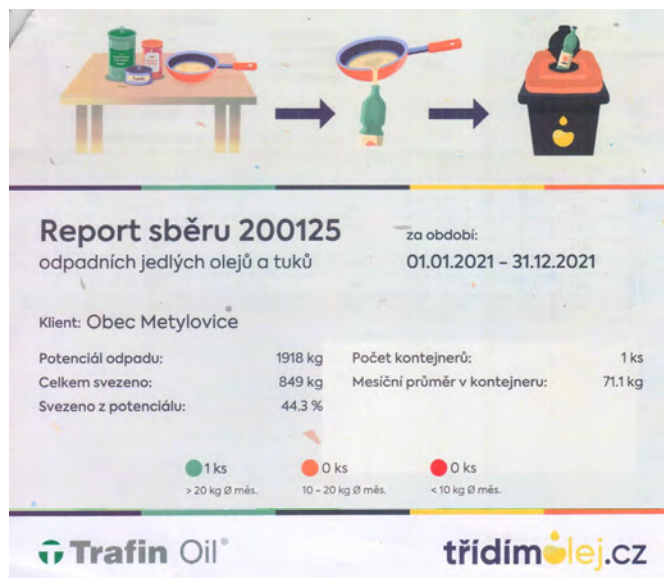 Report sběru 200125
odpadních jedlých olejů a tuků
za období:
01.01.2021 – 31.12.2021
Klient: Obec Metylovice
Potenciál odpadu: 1918 kg
Celkem svezeno: 849 kg
Svezeno z potenciálu: 44.3 %
Počet kontejnerů: 1 ks
Mesíční průměr v kontejneru: 71.1 kg
1 ks
> 20 kg Ø měs.
0 ks
10 – 20 kg Ø měs.
0 ks
< 10 kg Ø měs.
Trafin Oil®
třídímolej.cz